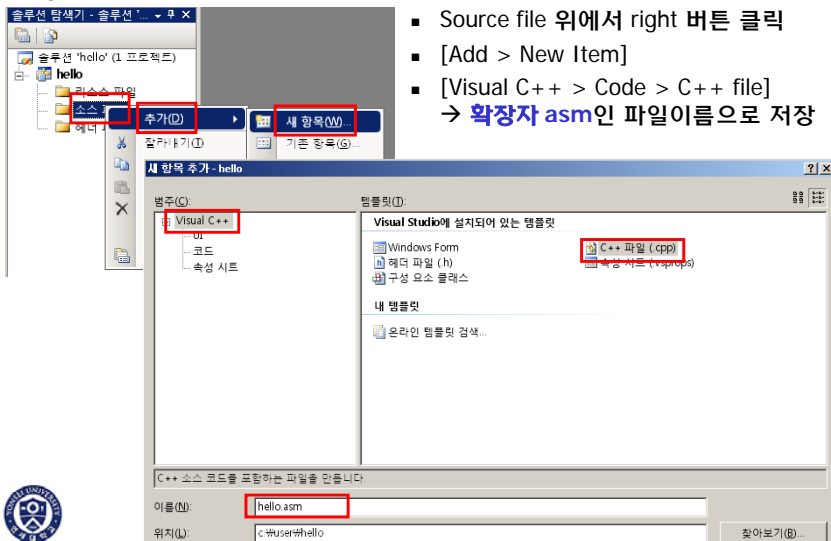 솔루션 탐색기 - 솔루션 '...
솔루션 'hello' (1 프로젝트)
hello
리소스 파일
소스
헤더
추가(D)
새 항목(W)...
잘라내기(T)
기존 항목(G)...
▪ Source file 위에서 right 버튼 클릭
▪ [Add > New Item]
▪ [Visual C++ > Code > C++ file]
→ 확장자 asm인 파일이름으로 저장
새 항목 추가 - hello
범주(C):
템플릿(T):
Visual C++
UI
코드
속성 시트
Visual Studio에 설치되어 있는 템플릿
Windows Form
C++ 파일 (.cpp)
헤더 파일 (.h)
속성 시트 (.vsprops)
구성 요소 클래스
내 템플릿
온라인 템플릿 검색...
C++ 소스 코드를 포함하는 파일을 만듭니다.
이름(N):
hello.asm
위치(L):
c:₩user₩hello
찾아보기(B)...